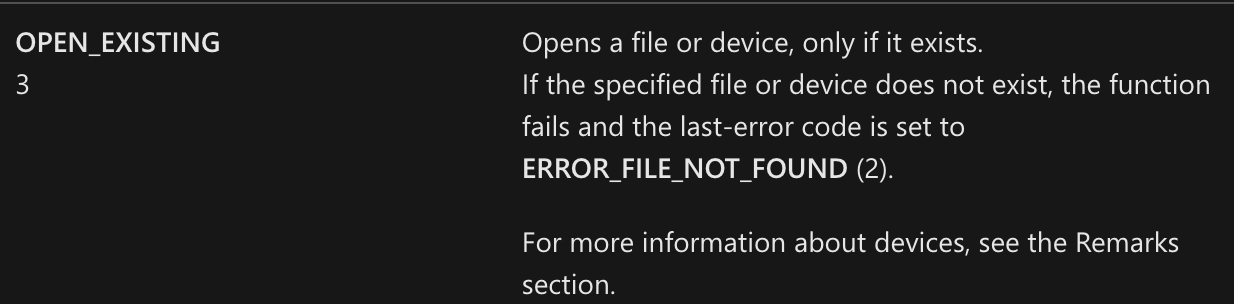 OPEN_EXISTING
3
Opens a file or device, only if it exists.
If the specified file or device does not exist, the function
fails and the last-error code is set to
ERROR_FILE_NOT_FOUND (2).
For more information about devices, see the Remarks
section.